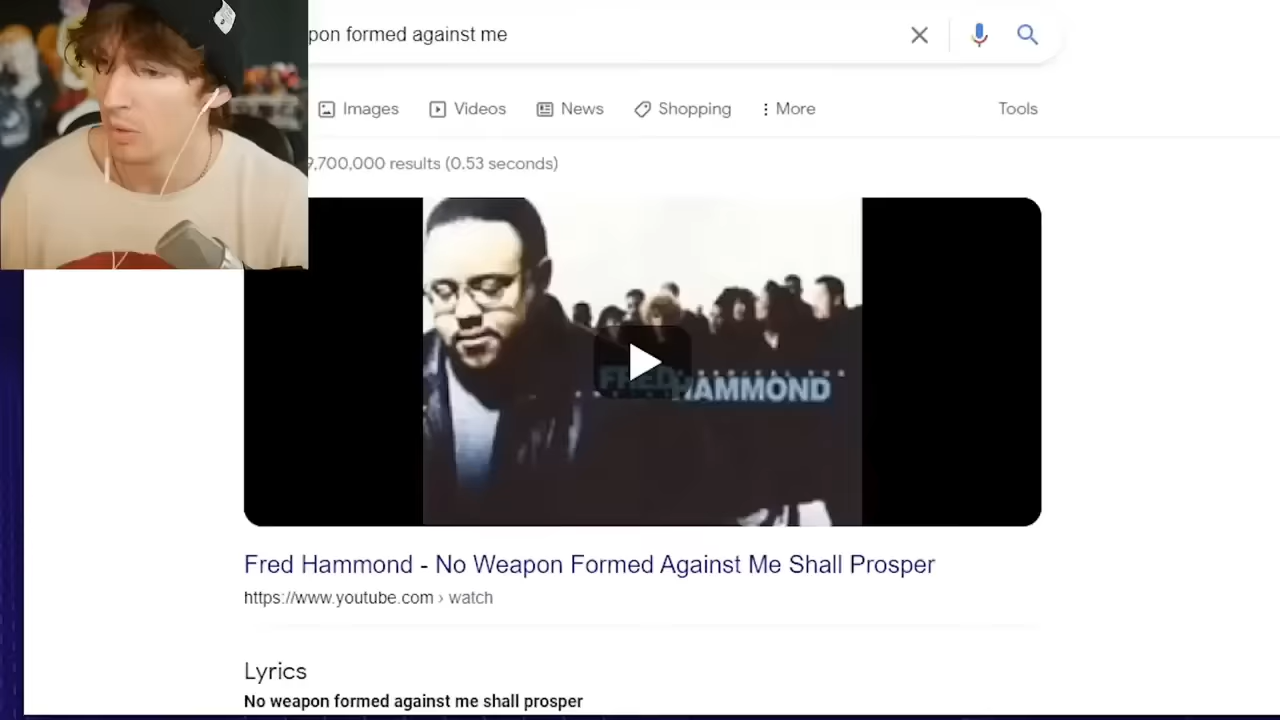 pon formed against me
Images Videos News Shopping More Tools
9,700,000 results (0.53 seconds)
FRED HAMMOND
Fred Hammond - No Weapon Formed Against Me Shall Prosper
https://www.youtube.com › watch
Lyrics
No weapon formed against me shall prosper